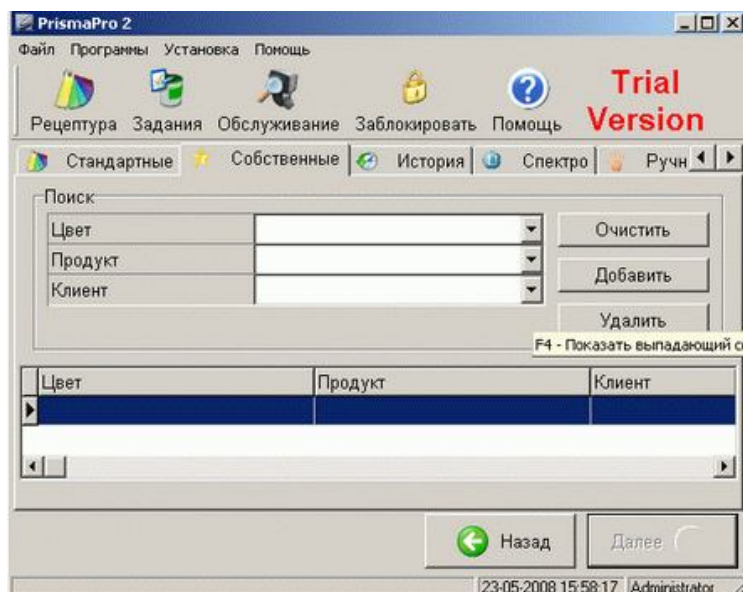 PrismaPro 2
Файл Программы Установка Помощь
Рецептура Задания Обслуживание Заблокировать Помощь
Trial
Version
Стандартные Собственные История Спектро Ручн
Поиск
Цвет Очистить
Продукт Добавить
Клиент
Удалить
F4 - Показать выпадающий
Цвет Продукт Клиент
Назад Далее
23-05-2008 15:58:17 Administrator